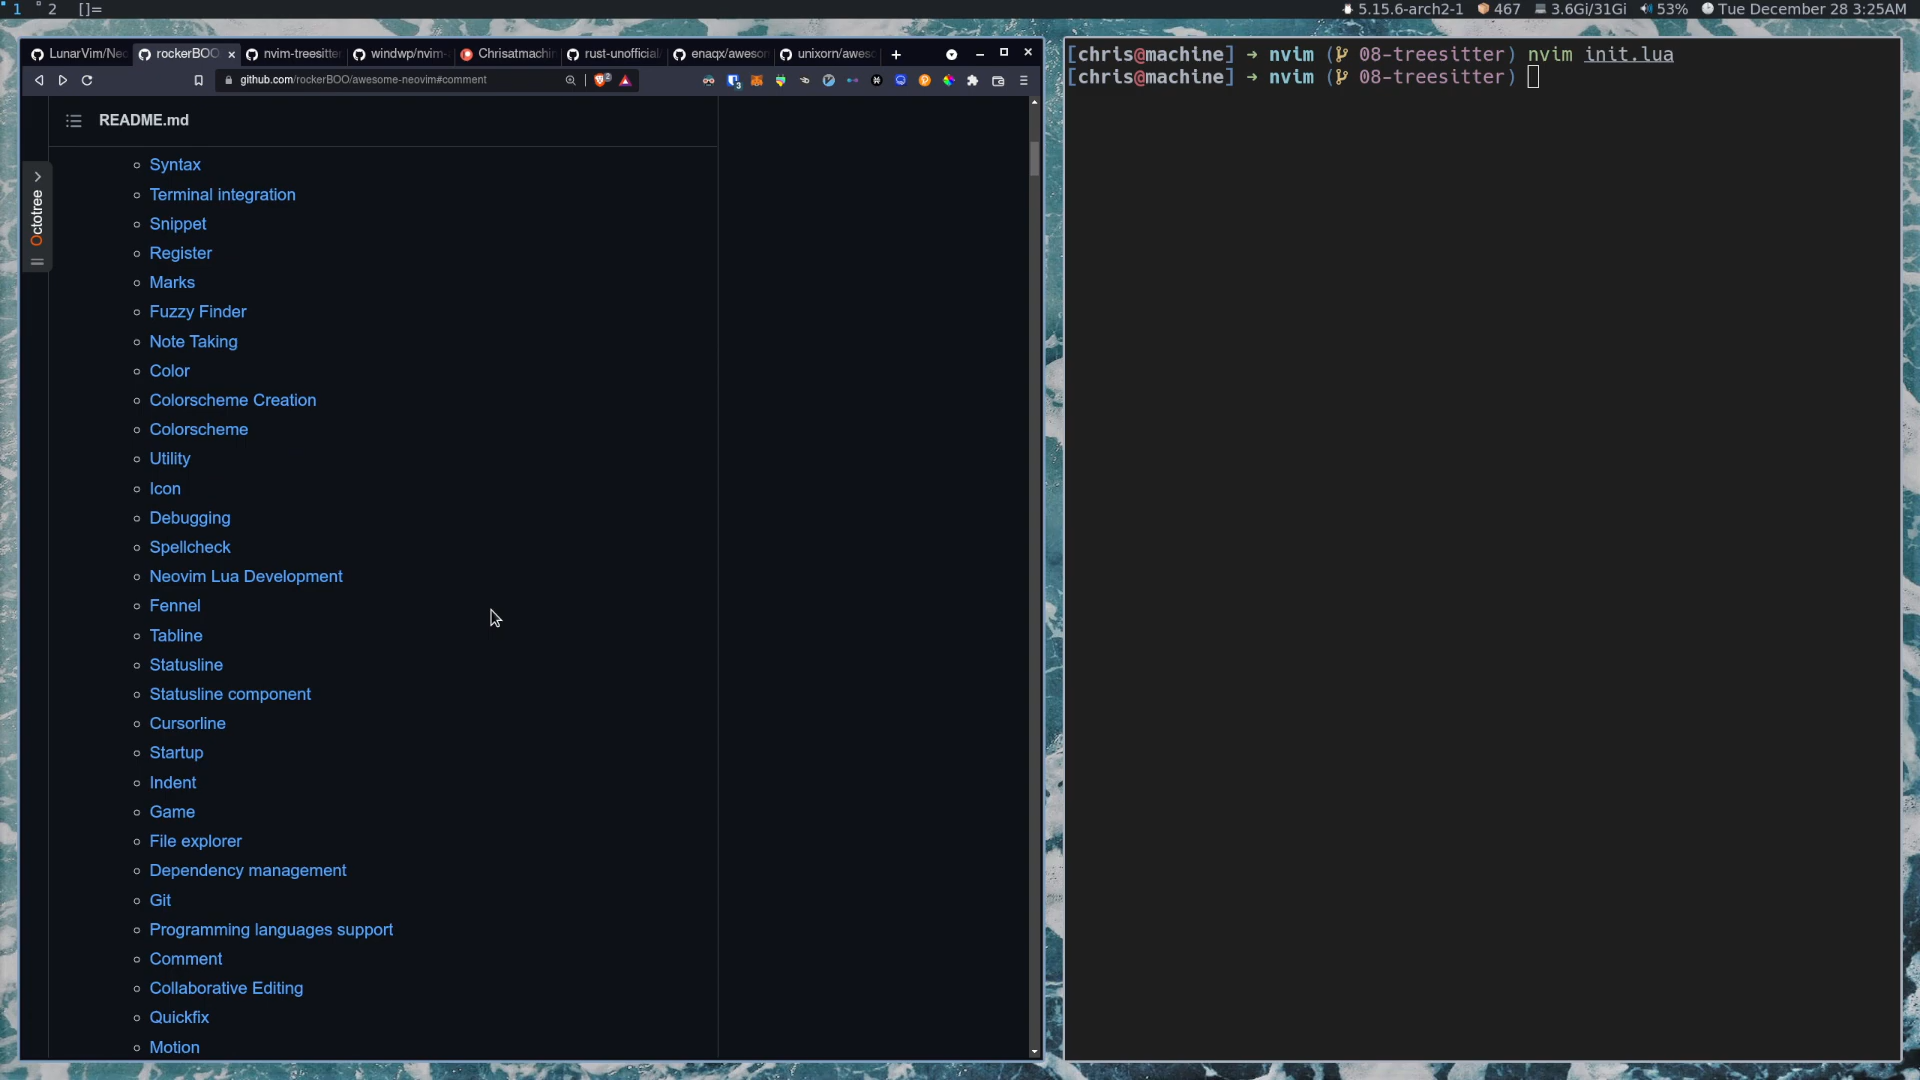 1 2 []=
5.15.6-arch2-1 467 3.6Gi/31Gi 53% Tue December 28 3:25AM
LunarVim/Neo rockerBOO nvim-treesitte windwp/nvim- Chrisatmachin rust-unofficial enaqx/aweson unixorn/awes
github.com/rockerBOO/awesome-neovim#comment
README.md
Octotree
Syntax
Terminal integration
Snippet
Register
Marks
Fuzzy Finder
Note Taking
Color
Colorscheme Creation
Colorscheme
Utility
Icon
Debugging
Spellcheck
Neovim Lua Development
Fennel
Tabline
Statusline
Statusline component
Cursorline
Startup
Indent
Game
File explorer
Dependency management
Git
Programming languages support
Comment
Collaborative Editing
Quickfix
Motion
[chris@machine] → nvim ( 08-treesitter) nvim init.lua
[chris@machine] → nvim ( 08-treesitter)